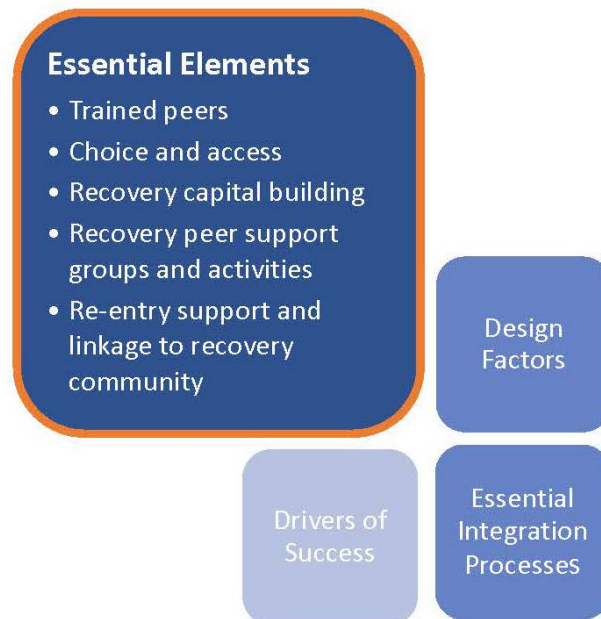 Essential Elements
• Trained peers
• Choice and access
• Recovery capital building
• Recovery peer support
groups and activities
• Re-entry support and
linkage to recovery
community
Design
Factors
Drivers of
Success
Essential
Integration
Processes